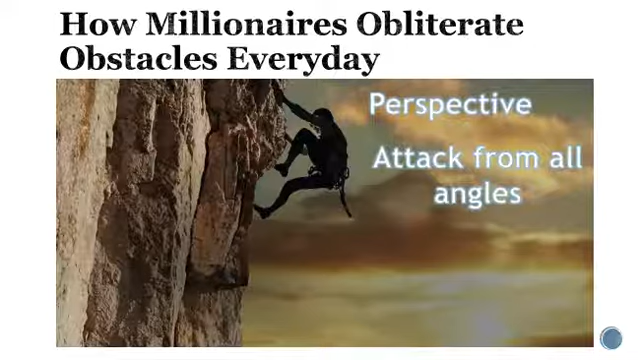 How Millionaires Obliterate
Obstacles Everyday
Perspective
Attack from all
angles